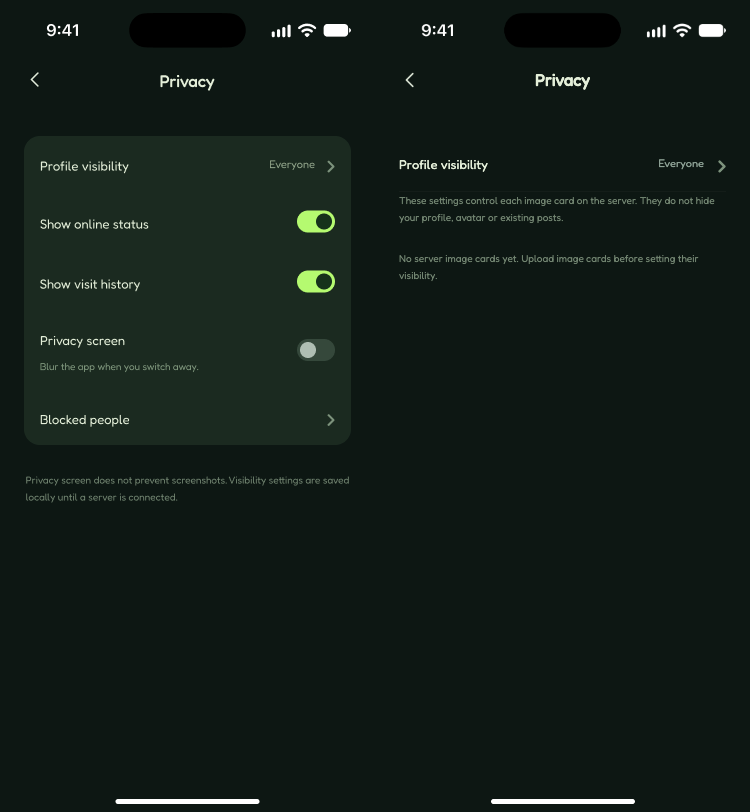 9:41
Privacy
Profile visibility Everyone
Show online status
Show visit history
Privacy screen
Blur the app when you switch away.
Blocked people
Privacy screen does not prevent screenshots. Visibility settings are saved
locally until a server is connected.
9:41
Privacy
Profile visibility Everyone
These settings control each image card on the server. They do not hide
your profile, avatar or existing posts.
No server image cards yet. Upload image cards before setting their
visibility.